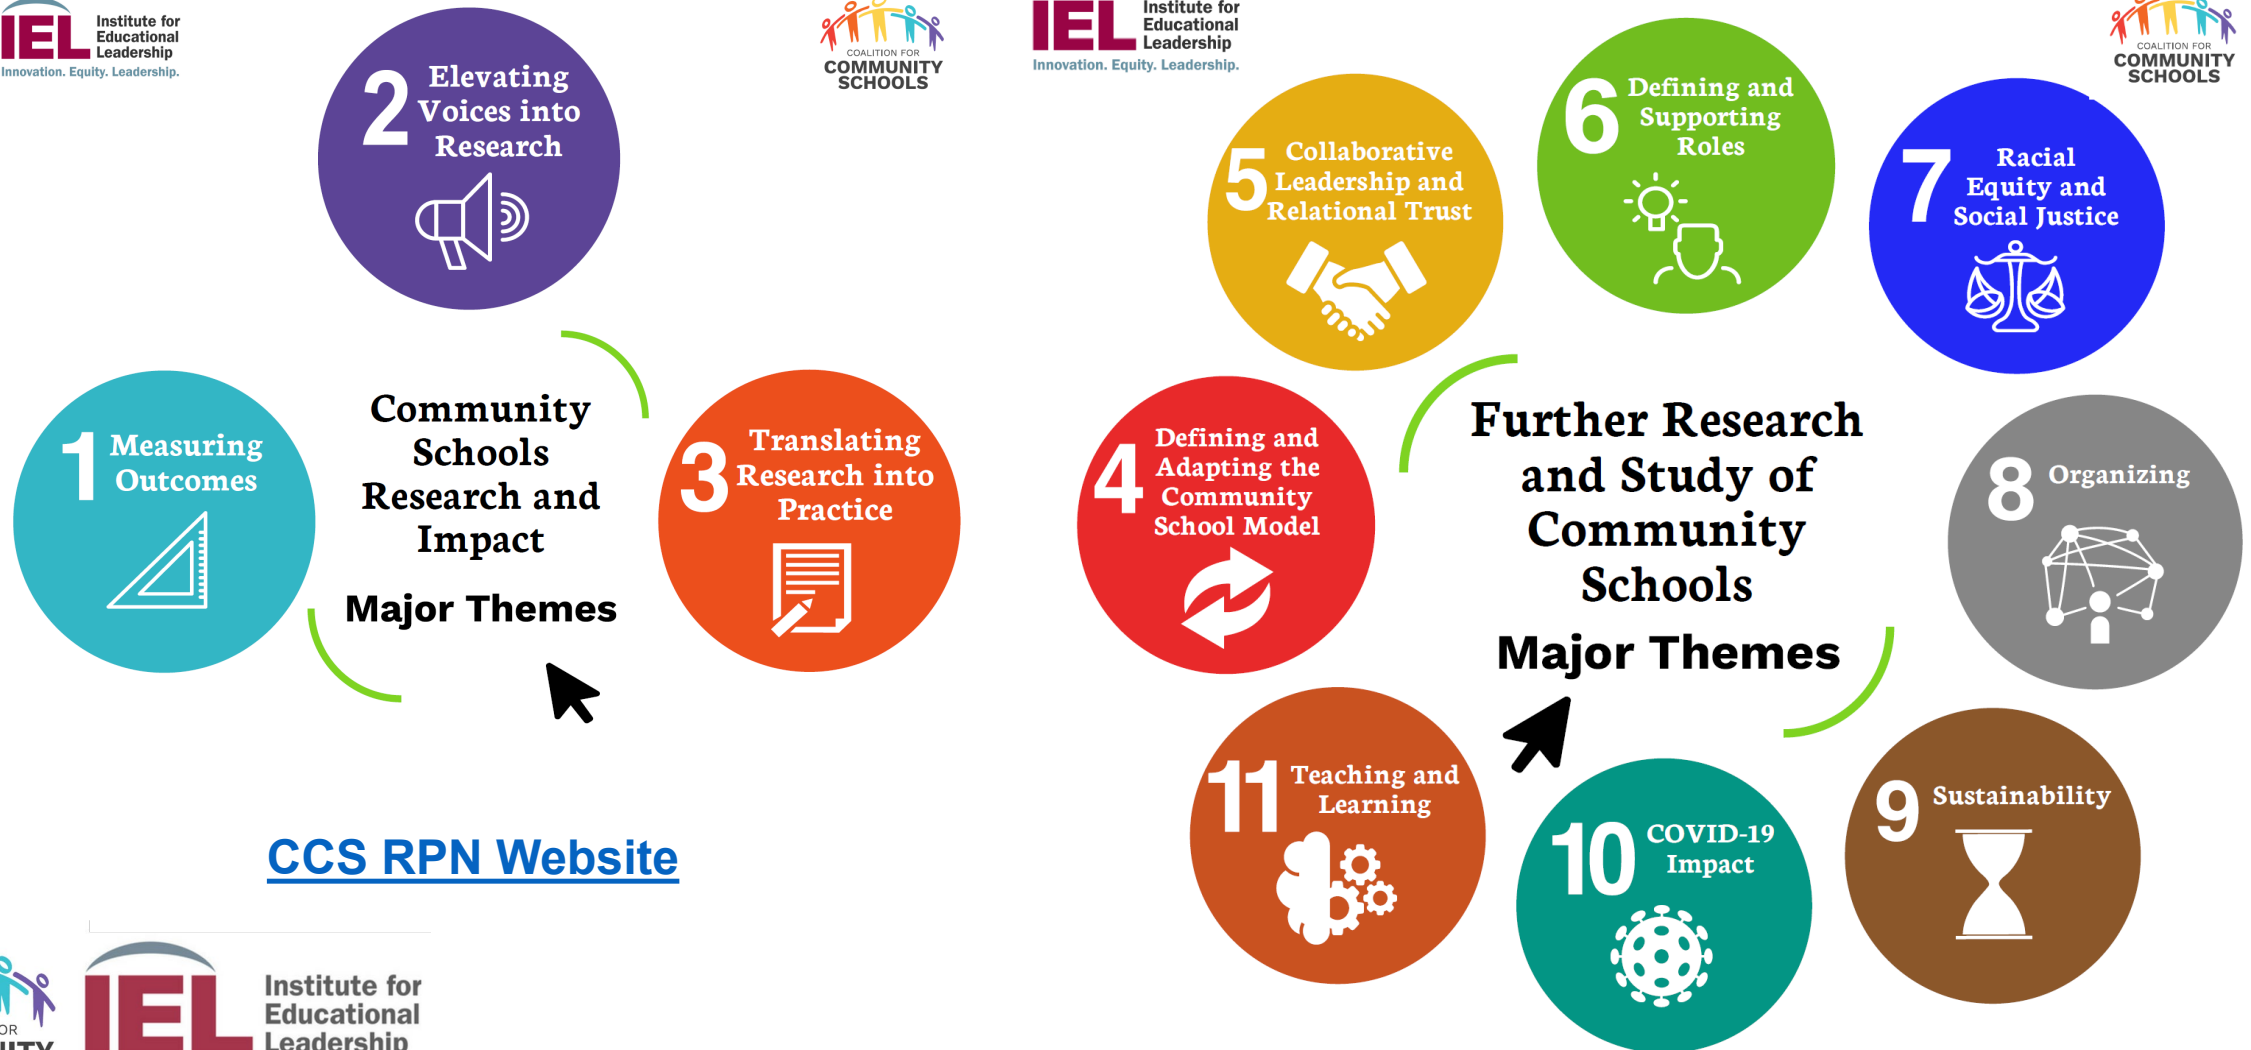 IEL
Institute for
Educational
Leadership
Innovation. Equity. Leadership.
COALITION FOR
COMMUNITY
SCHOOLS
2
Elevating
Voices into
Research
1
Measuring
Outcomes
Community
Schools
Research and
Impact
Major Themes
3
Translating
Research into
Practice
CCS RPN Website
IEL
Institute for
Educational
Leadership
IEL
Institute for
Educational
Leadership
Innovation. Equity. Leadership.
COALITION FOR
COMMUNITY
SCHOOLS
5
Collaborative
Leadership and
Relational Trust
6
Defining and
Supporting
Roles
7
Racial
Equity and
Social Justice
4
Defining and
Adapting the
Community
School Model
Further Research
and Study of
Community
Schools
Major Themes
8
Organizing
11
Teaching and
Learning
10
COVID-19
Impact
9
Sustainability